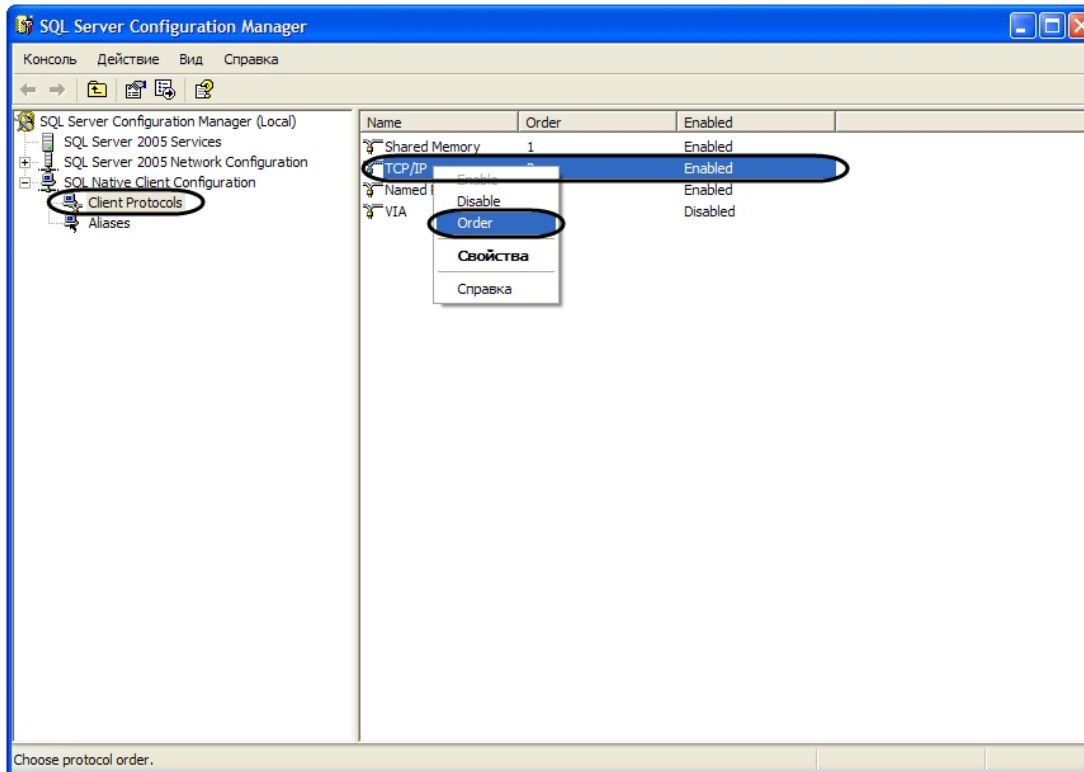 SQL Server Configuration Manager
Консоль Действие Вид Справка
SQL Server Configuration Manager (Local)
SQL Server 2005 Services
SQL Server 2005 Network Configuration
SQL Native Client Configuration
Client Protocols
Aliases
Name Order Enabled
Shared Memory 1 Enabled
TCP/IP Enabled
Named Enabled
VIA Disabled
Enable
Disable
Order
Свойства
Справка
Choose protocol order.